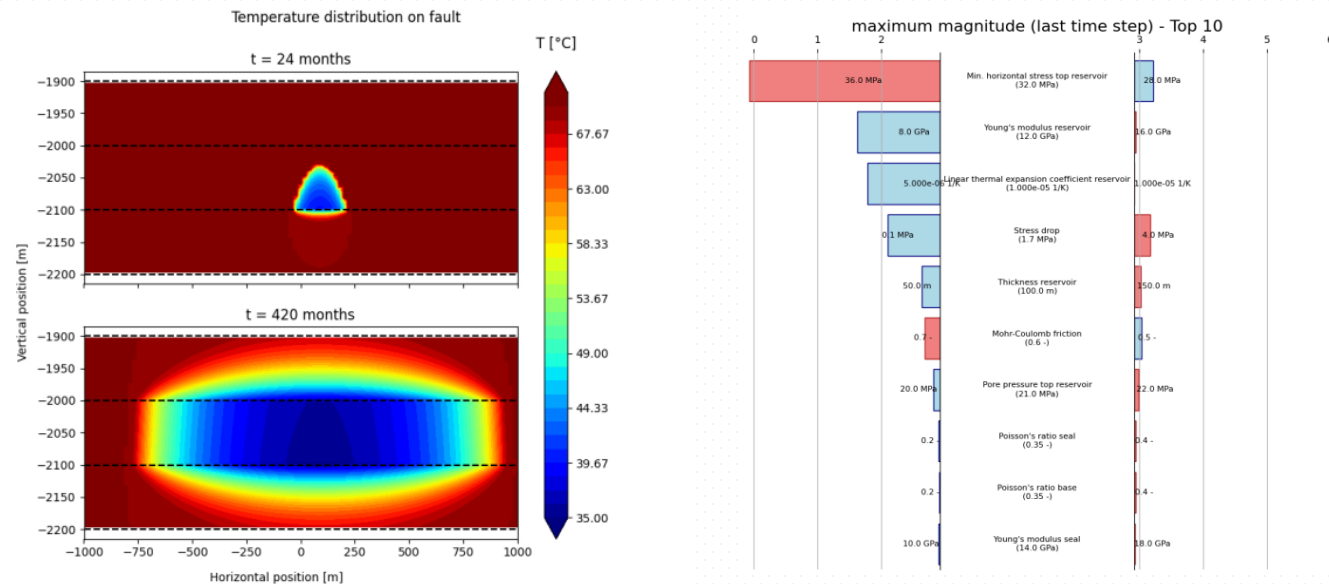 Temperature distribution on fault
T [°C]
t = 24 months
−1900
−1950
−2000
−2050
−2100
−2150
−2200
t = 420 months
−1900
−1950
−2000
−2050
−2100
−2150
−2200
Vertical position [m]
−1000 −750 −500 −250 0 250 500 750 1000
Horizontal position [m]
67.67
63.00
58.33
53.67
49.00
44.33
39.67
35.00
maximum magnitude (last time step) - Top 10
0 1 2 3 4 5
36.0 MPa
Min. horizontal stress top reservoir
(32.0 MPa)
28.0 MPa
8.0 GPa
Young's modulus reservoir
(12.0 GPa)
16.0 GPa
5.000e-06 1/K
Linear thermal expansion coefficient reservoir
(1.000e-05 1/K)
1.000e-05 1/K
0.1 MPa
Stress drop
(1.7 MPa)
4.0 MPa
50.0 m
Thickness reservoir
(100.0 m)
150.0 m
0.7 -
Mohr-Coulomb friction
(0.6 -)
0.5 -
20.0 MPa
Pore pressure top reservoir
(21.0 MPa)
22.0 MPa
0.2 -
Poisson's ratio seal
(0.35 -)
0.4 -
0.2 -
Poisson's ratio base
(0.35 -)
0.4 -
10.0 GPa
Young's modulus seal
(14.0 GPa)
18.0 GPa